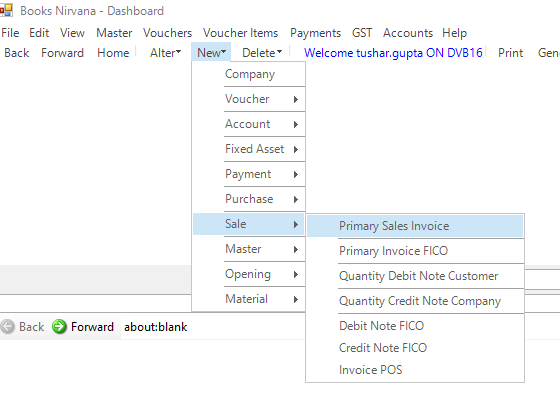 Books Nirvana - Dashboard
File Edit View Master Vouchers Voucher Items Payments GST Accounts Help
Back Forward Home Alter New Delete Welcome tushar.gupta ON DVB16 Print Gen
Company
Voucher
Account
Fixed Asset
Payment
Purchase
Sale Primary Sales Invoice
Master Primary Invoice FICO
Opening Quantity Debit Note Customer
Material Quantity Credit Note Company
Back Forward about:blank Debit Note FICO
Credit Note FICO
Invoice POS